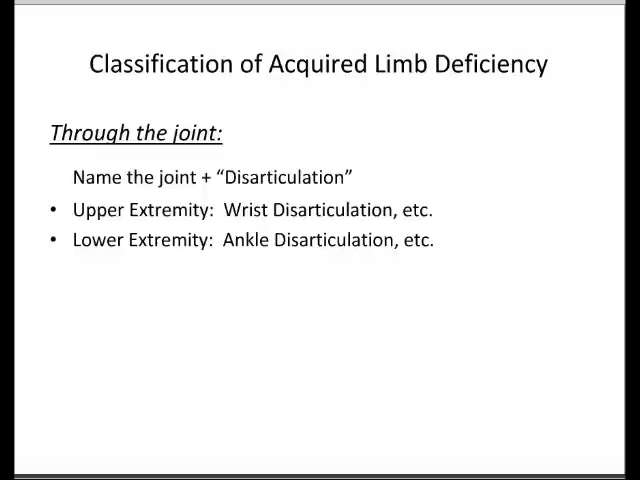 Classification of Acquired Limb Deficiency
Through the joint:
Name the joint + “Disarticulation”
• Upper Extremity:  Wrist Disarticulation, etc.
• Lower Extremity:  Ankle Disarticulation, etc.